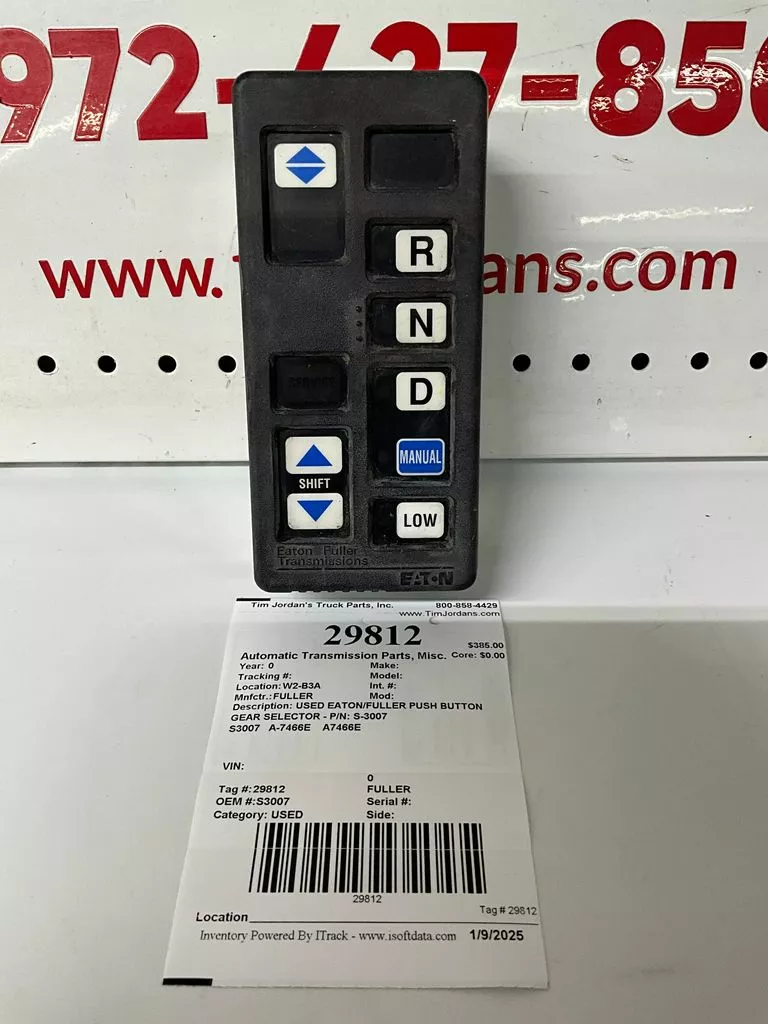 972-427-850
www.t
ans.com
R
N
SERVICE
D
MANUAL
SHIFT
LOW
Eaton Fuller
Transmissions
EATON
Tim Jordan's Truck Parts, Inc. 800-858-4429
www.TimJordans.com
29812 $385.00
Automatic Transmission Parts, Misc. Core: $0.00
Year: 0 Make:
Tracking #: Model:
Location: W2-B3A Int. #:
Mnfctr.: FULLER Mod:
Description: USED EATON/FULLER PUSH BUTTON
GEAR SELECTOR - P/N: S-3007
S3007 A-7466E A7466E
VIN:
0
Tag #: 29812 FULLER
OEM #: S3007 Serial #:
Category: USED Side:
29812
Location Tag # 29812
Inventory Powered By ITrack - www.isoftdata.com 1/9/2025